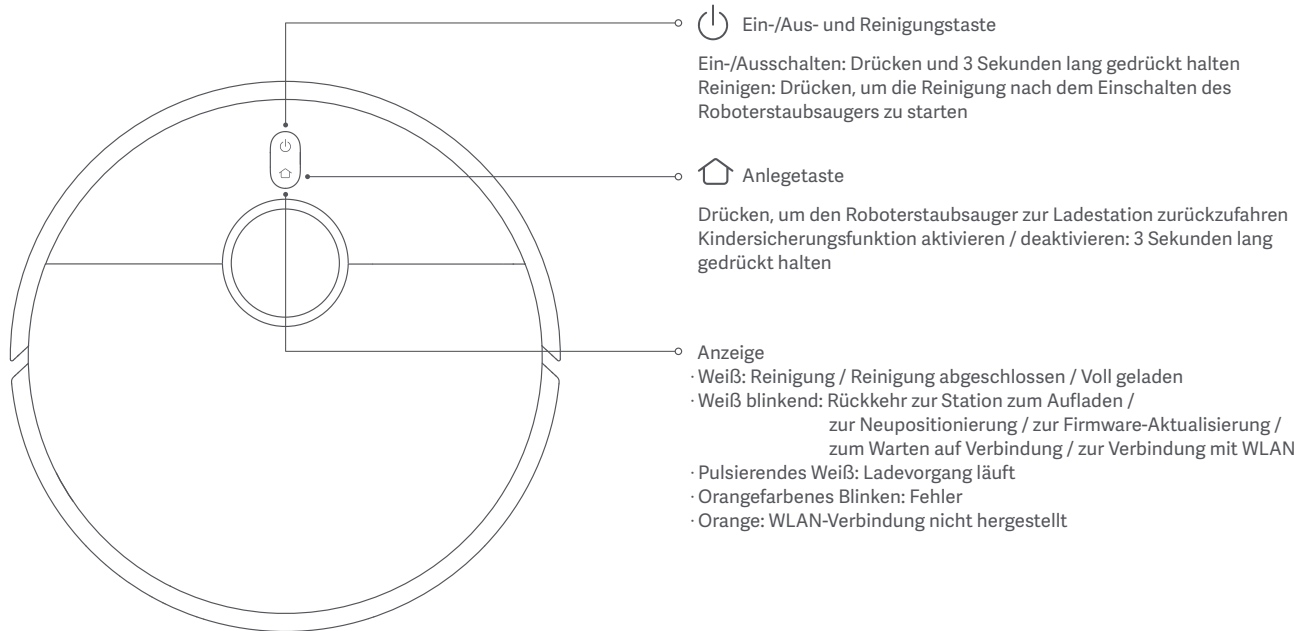 Ein-/Aus- und Reinigungstaste
Ein-/Ausschalten: Drücken und 3 Sekunden lang gedrückt halten
Reinigen: Drücken, um die Reinigung nach dem Einschalten des
Roboterstaubsaugers zu starten
Anlegetaste
Drücken, um den Roboterstaubsauger zur Ladestation zurückzufahren
Kindersicherungsfunktion aktivieren / deaktivieren: 3 Sekunden lang
gedrückt halten
Anzeige
· Weiß: Reinigung / Reinigung abgeschlossen / Voll geladen
· Weiß blinkend: Rückkehr zur Station zum Aufladen /
zur Neupositionierung / zur Firmware-Aktualisierung /
zum Warten auf Verbindung / zur Verbindung mit WLAN
· Pulsierendes Weiß: Ladevorgang läuft
· Orangefarbenes Blinken: Fehler
· Orange: WLAN-Verbindung nicht hergestellt